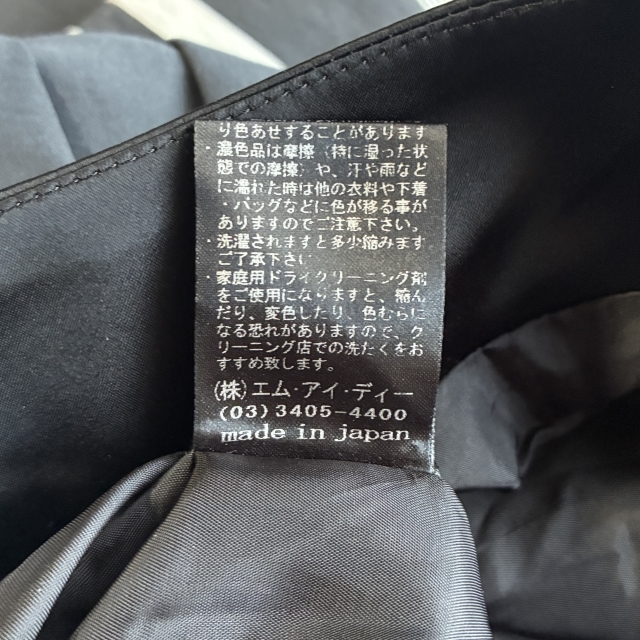 り色あせすることがあります
・濃色品は摩擦（特に湿った状
態での摩擦）や、汗や雨など
に濡れた時は他の衣料や下着
・バッグなどに色が移る事が
ありますのでご注意下さい。
・洗濯されますと多少縮みます
ご了承下さい
・家庭用ドライクリーニング剤
をご使用になりますと、縮ん
だり、変色したり、色むらに
なる恐れがありますので、ク
リーニング店での洗たくをお
すすめ致します。
(株)エム・アイ・ディー
(03)3405-4400
made in japan